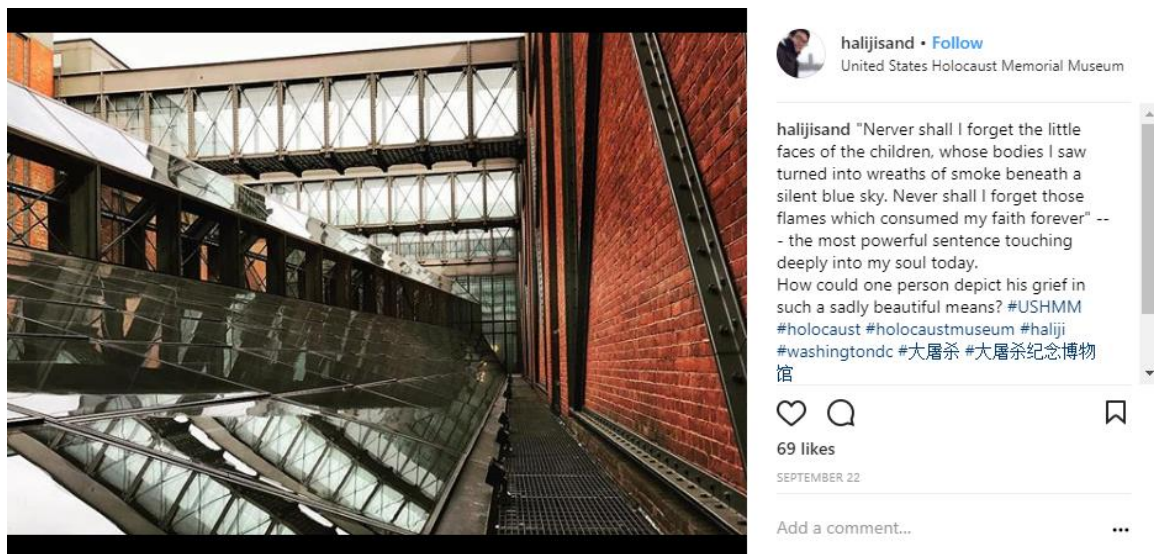 halijisand • Follow
United States Holocaust Memorial Museum
halijisand "Nerver shall I forget the little
faces of the children, whose bodies I saw
turned into wreaths of smoke beneath a
silent blue sky. Never shall I forget those
flames which consumed my faith forever" --
- the most powerful sentence touching
deeply into my soul today.
How could one person depict his grief in
such a sadly beautiful means? #USHMM
#holocaust #holocaustmuseum #haliji
#washingtondc #大屠杀 #大屠杀纪念博物
馆
69 likes
SEPTEMBER 22
Add a comment...